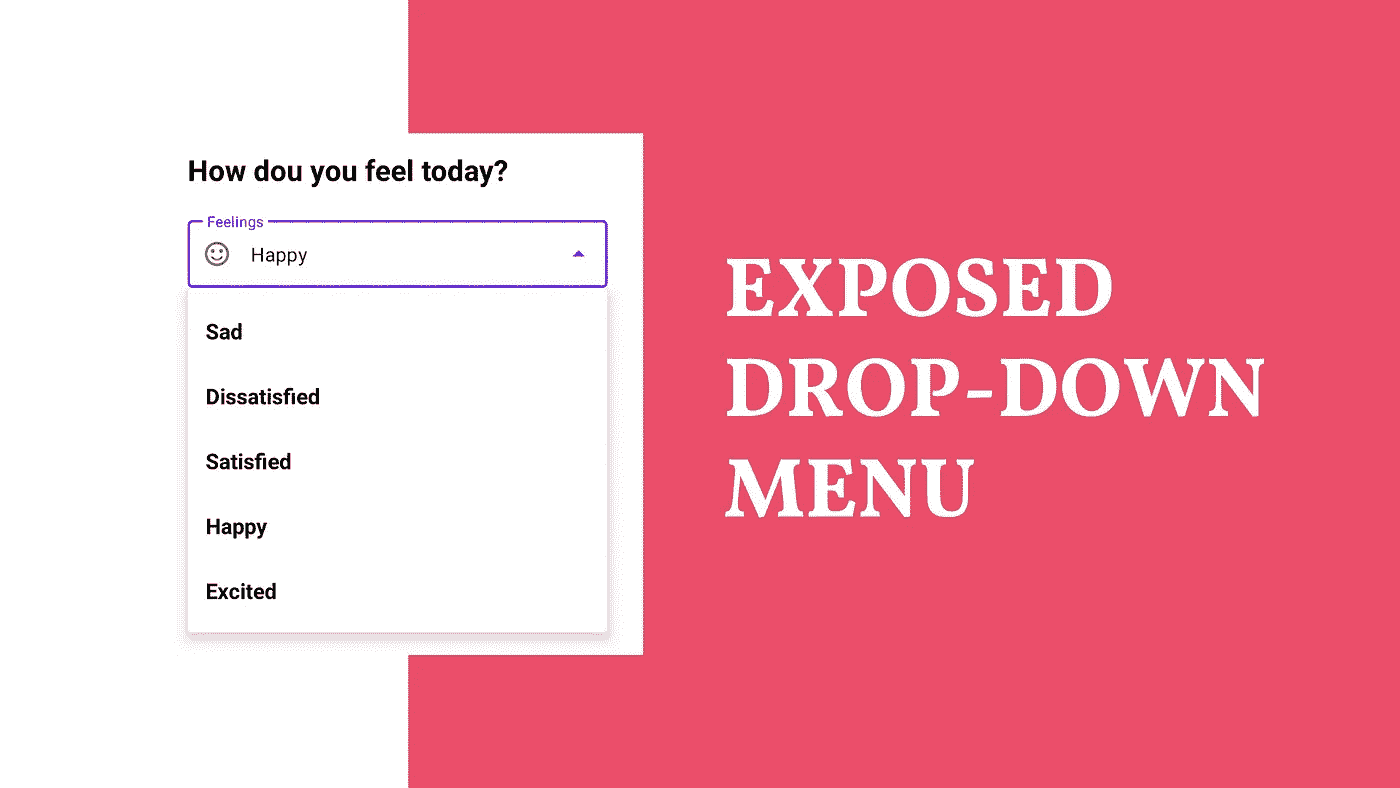 How dou you feel today?
Feelings
Happy
Sad
Dissatisfied
Satisfied
Happy
Excited
EXPOSED
DROP-DOWN
MENU